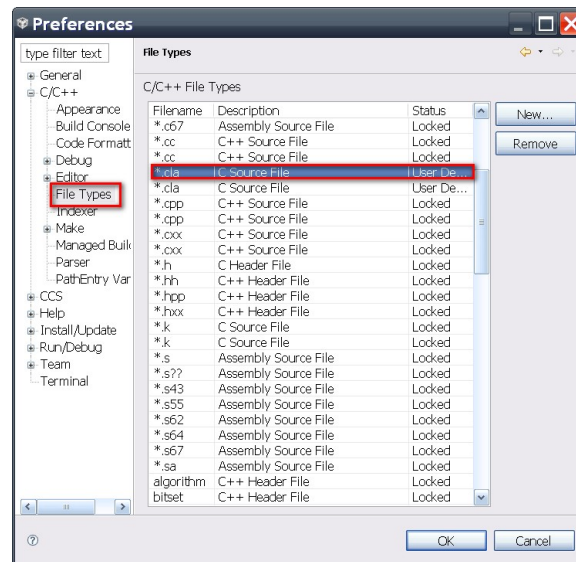 Preferences
type filter text
General
C/C++
Appearance
Build Console
Code Formatt
Debug
Editor
File Types
Indexer
Make
Managed Build
Parser
PathEntry Var
CCS
Help
Install/Update
Run/Debug
Team
Terminal
File Types
C/C++ File Types
Filename Description Status
*.c67 Assembly Source File Locked
*.cc C++ Source File Locked
*.cc C++ Source File Locked
*.cla C Source File User De...
*.cla C Source File User De...
*.cpp C++ Source File Locked
*.cpp C++ Source File Locked
*.cxx C++ Source File Locked
*.cxx C++ Source File Locked
*.h C Header File Locked
*.hh C++ Header File Locked
*.hpp C++ Header File Locked
*.hxx C++ Header File Locked
*.k C Source File Locked
*.k C Source File Locked
*.s Assembly Source File Locked
*.s?? Assembly Source File Locked
*.s43 Assembly Source File Locked
*.s55 Assembly Source File Locked
*.s62 Assembly Source File Locked
*.s64 Assembly Source File Locked
*.s67 Assembly Source File Locked
*.sa Assembly Source File Locked
algorithm C++ Header File Locked
bitset C++ Header File Locked
New...
Remove
OK
Cancel